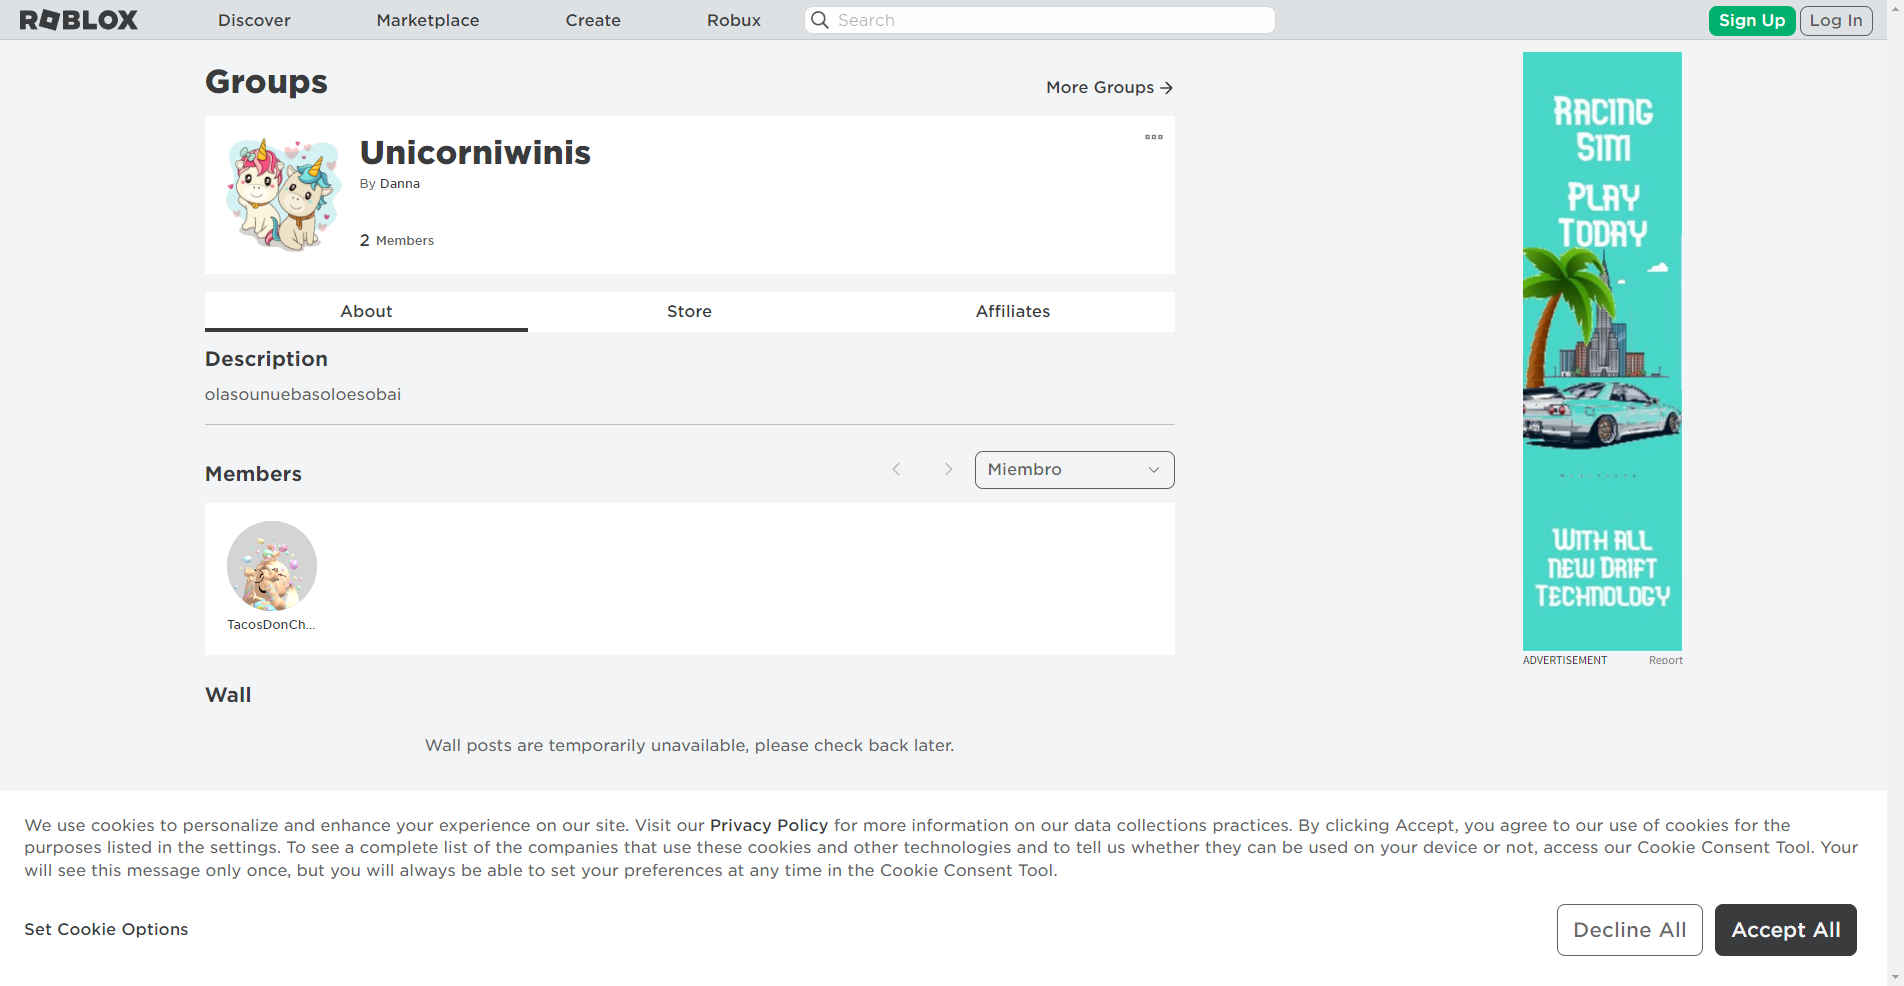 ROBLOX
Discover
Marketplace
Create
Robux
Search
Sign Up
Log In
Groups
More Groups
Unicorniwinis
By Danna
2 Members
About
Store
Affiliates
Description
olasounuebasoloesobai
Members
Miembro
TacosDonCh...
Wall
Wall posts are temporarily unavailable, please check back later.
RACING
SIM
PLAY
TODAY
WITH ALL
NEW DRIFT
TECHNOLOGY
ADVERTISEMENT
Report
We use cookies to personalize and enhance your experience on our site. Visit our Privacy Policy for more information on our data collections practices. By clicking Accept, you agree to our use of cookies for the
purposes listed in the settings. To see a complete list of the companies that use these cookies and other technologies and to tell us whether they can be used on your device or not, access our Cookie Consent Tool. Your
will see this message only once, but you will always be able to set your preferences at any time in the Cookie Consent Tool.
Set Cookie Options
Decline All
Accept All